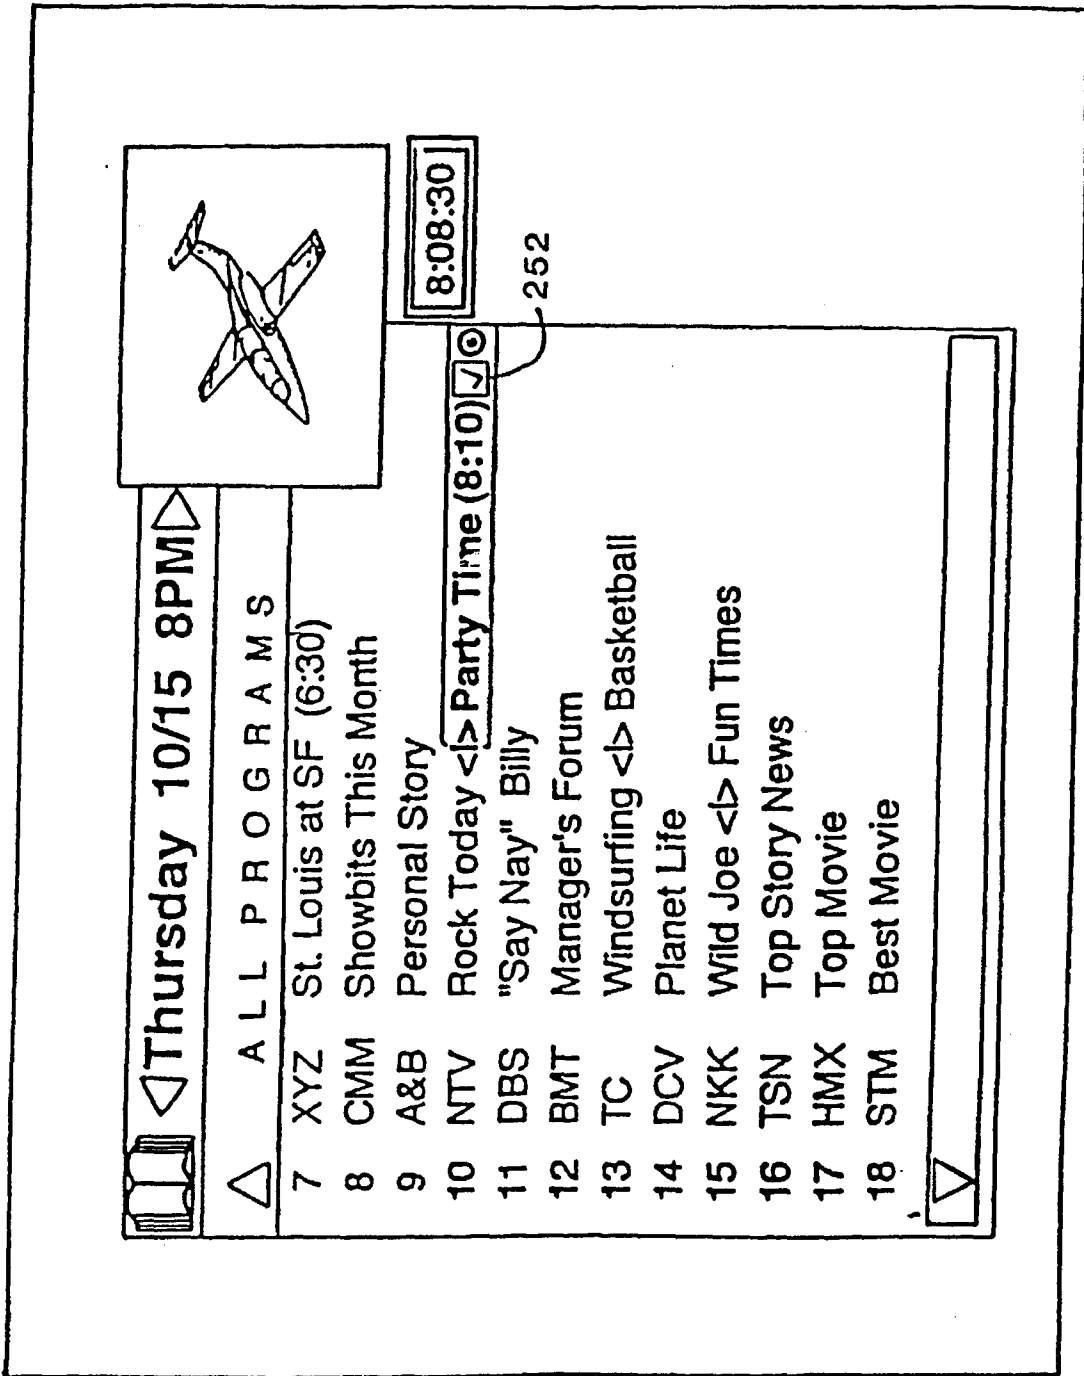 Thursday 10/15 8PM
ALL PROGRAMS
8:08:30
7 XYZ St. Louis at SF (6:30)
8 CMM Showbits This Month
9 A&B Personal Story
10 NTV Rock Today <|> Party Time (8:10)
252
11 DBS "Say Nay" Billy
12 BMT Manager's Forum
13 TC Windsurfing <|> Basketball
14 DCV Planet Life
15 NKK Wild Joe <|> Fun Times
16 TSN Top Story News
17 HMX Top Movie
18 STM Best Movie